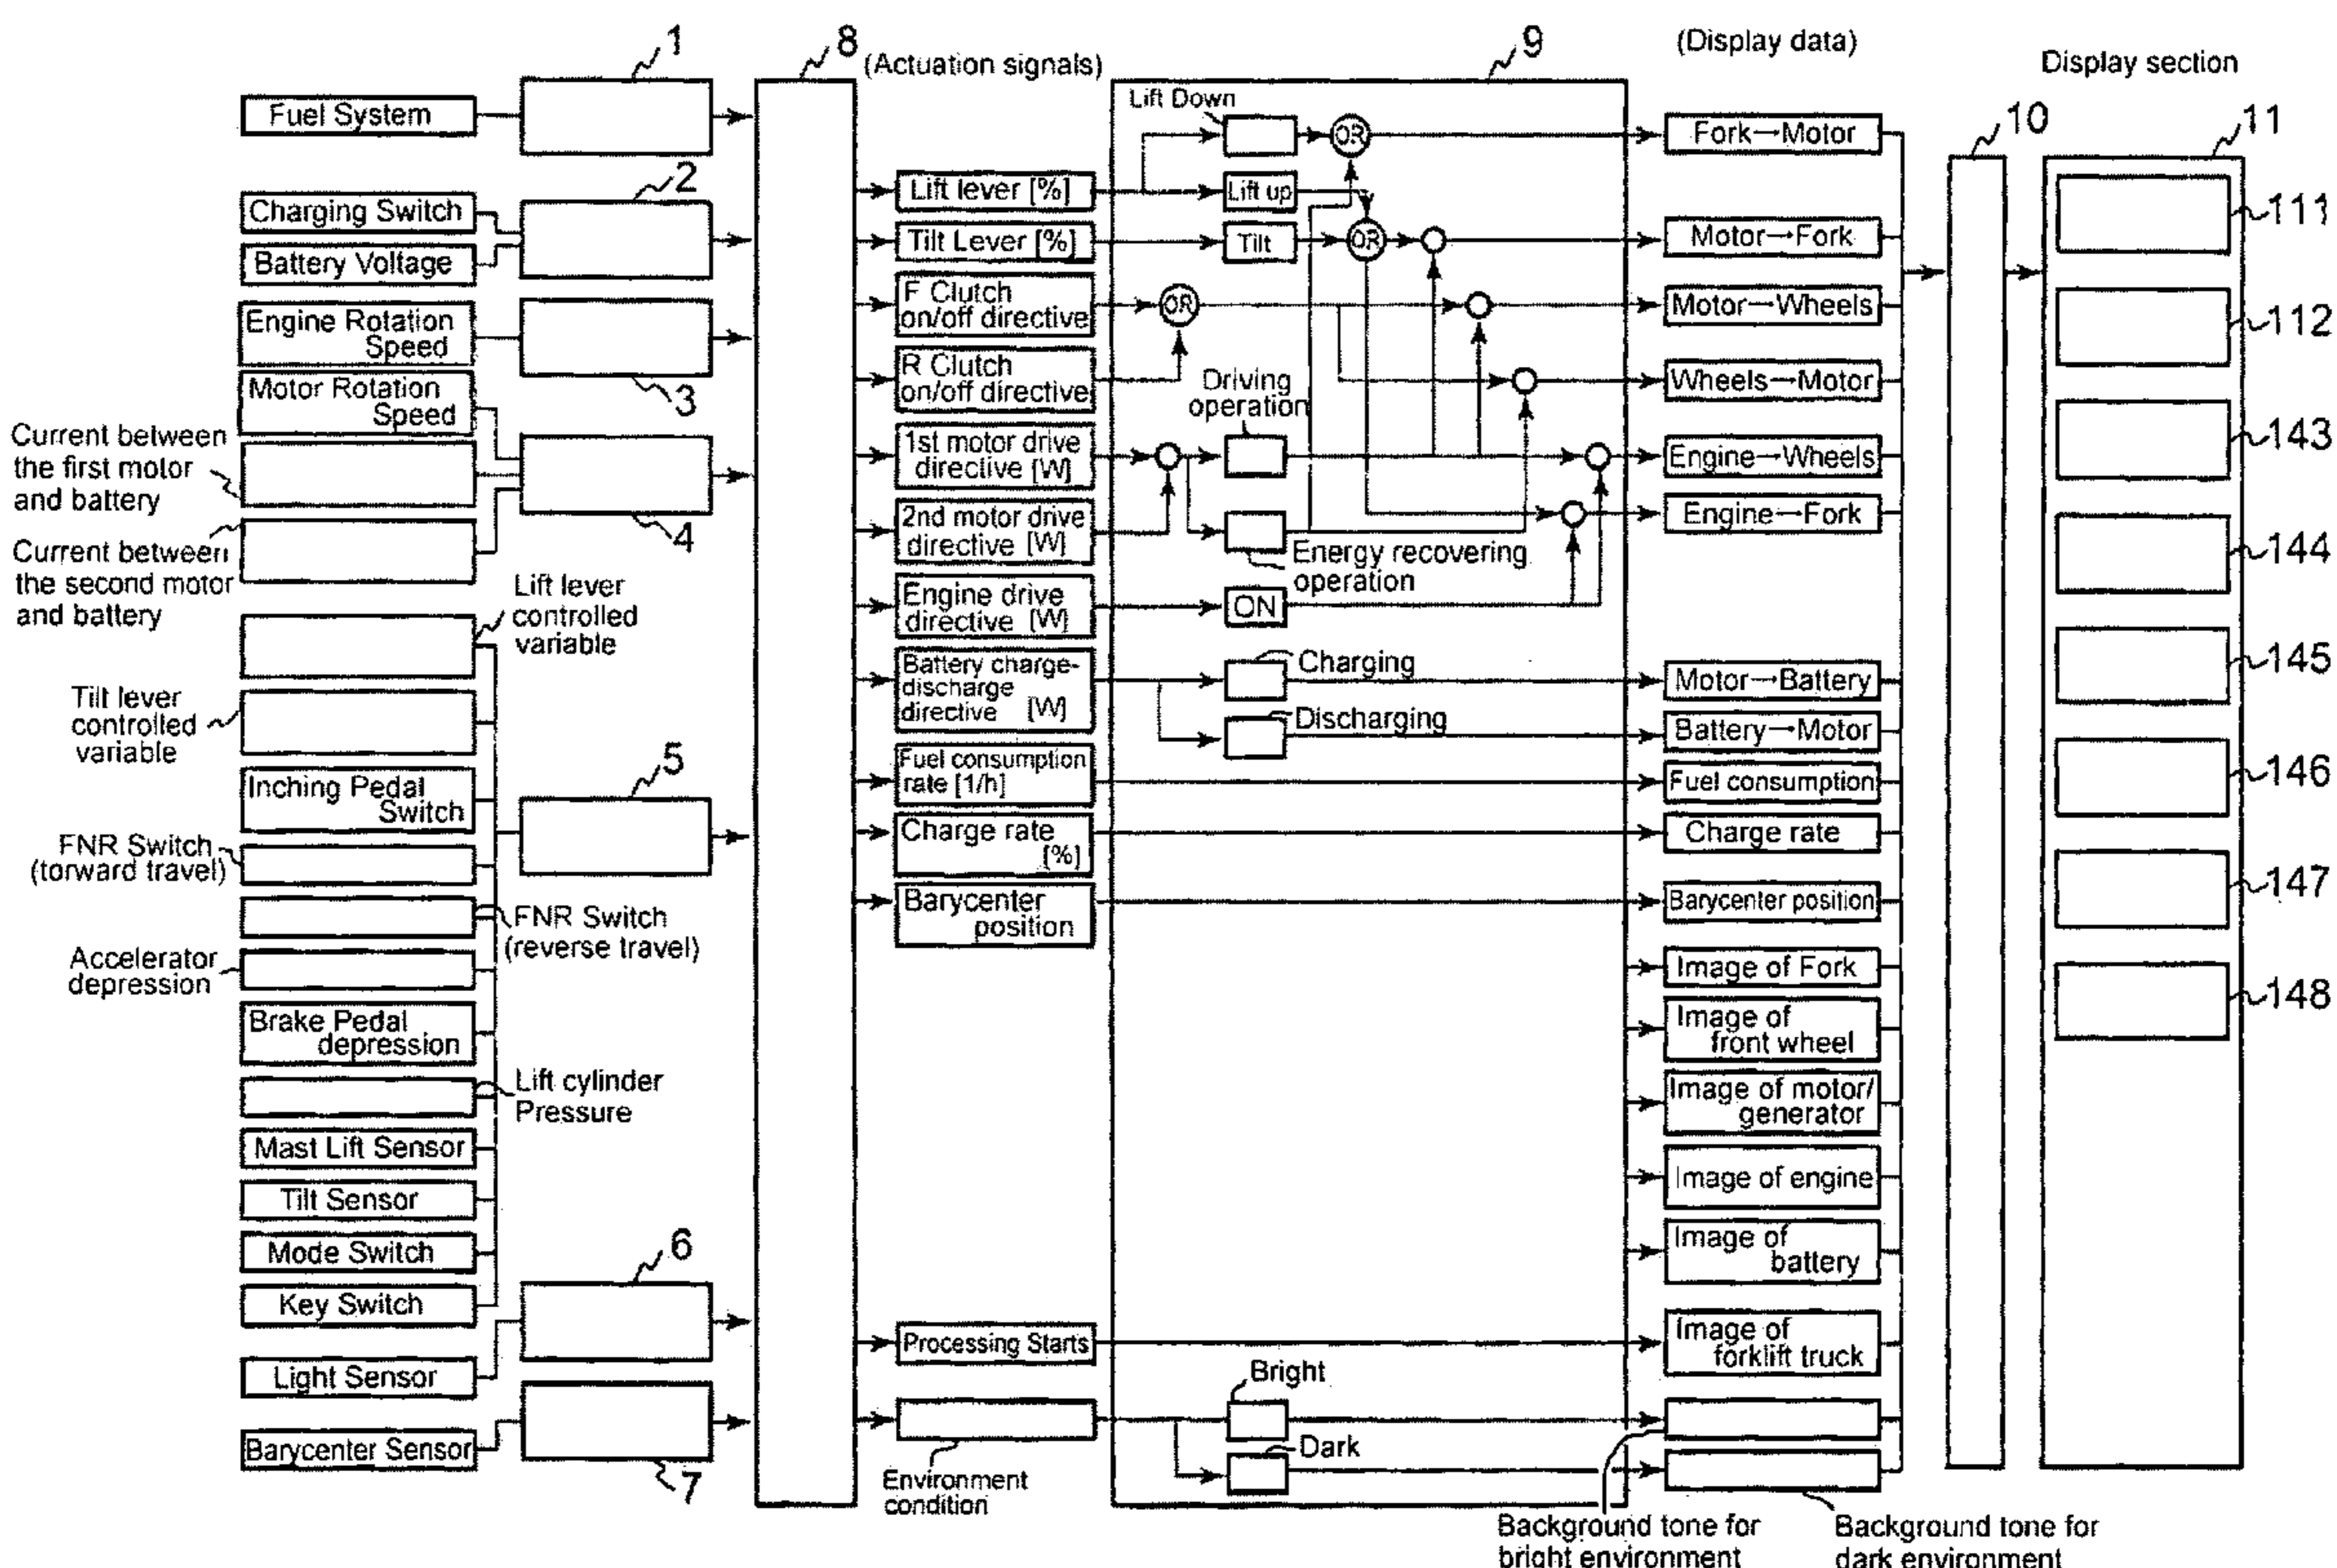 1
8
(Actuation signals)
9
(Display data)
Display section
Fuel System
Lift Down
OR
Fork→Motor
10
11
2
Charging Switch
Lift lever [%]
Lift up
111
Battery Voltage
Tilt Lever [%]
Tilt
OR
Motor→Fork
Engine Rotation
Speed
3
F Clutch
on/off directive
OR
Motor→Wheels
112
R Clutch
on/off directive
Driving
operation
Wheels→Motor
Motor Rotation
Speed
Current between
the first motor
and battery
4
1st motor drive
directive [W]
Engine→Wheels
143
2nd motor drive
directive [W]
Energy recovering
operation
Engine→Fork
144
Current between
the second motor
and battery
Lift lever
controlled
variable
Engine drive
directive [W]
ON
Tilt lever
controlled
variable
Battery charge-
discharge
directive [W]
Charging
Motor→Battery
145
Discharging
Battery→Motor
5
Inching Pedal
Switch
Fuel consumption
rate [1/h]
Fuel consumption
146
FNR Switch
(torward travel)
Charge rate
[%]
Charge rate
FNR Switch
(reverse travel)
Barycenter
position
Barycenter position
147
Accelerator
depression
Image of Fork
148
Brake Pedal
depression
Image of
front wheel
Lift cylinder
Pressure
Image of motor/
generator
Mast Lift Sensor
Tilt Sensor
Image of engine
Mode Switch
6
Image of
battery
Key Switch
Light Sensor
Processing Starts
Image of
forklift truck
Barycenter Sensor
7
Bright
Dark
Environment
condition
Background tone for
bright environment
Background tone for
dark environment